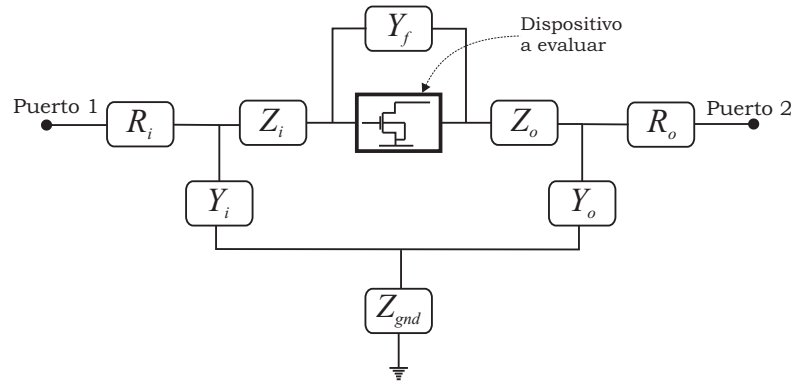 Y_f
Dispositivo
a evaluar
Puerto 1
R_i
Z_i
Z_o
R_o
Puerto 2
Y_i
Y_o
Z_gnd